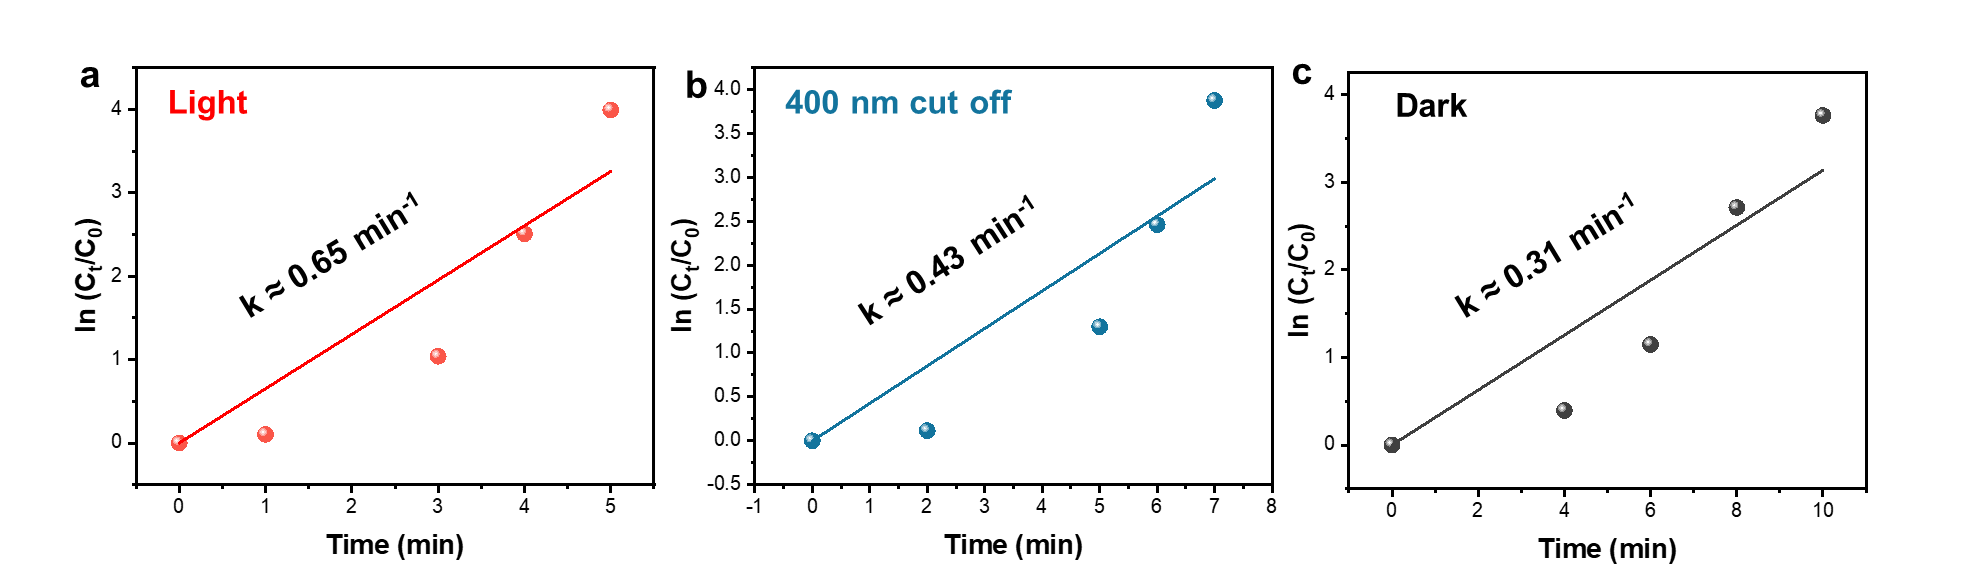 a
Light
k ≈ 0.65 min-1
4
3
2
1
0
0 1 2 3 4 5
ln (Ct/C0)
Time (min)
b
400 nm cut off
k ≈ 0.43 min-1
4.0
3.5
3.0
2.5
2.0
1.5
1.0
0.5
0.0
-0.5
-1 0 1 2 3 4 5 6 7 8
ln (Ct/C0)
Time (min)
c
Dark
k ≈ 0.31 min-1
4
3
2
1
0
0 2 4 6 8 10
ln (Ct/C0)
Time (min)